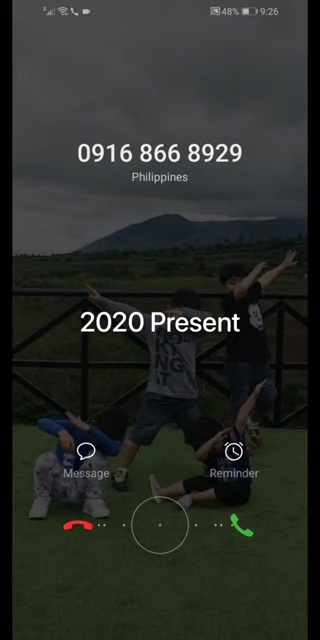 48% 9:26
0916 866 8929
Philippines
2020 Present
Message
Reminder